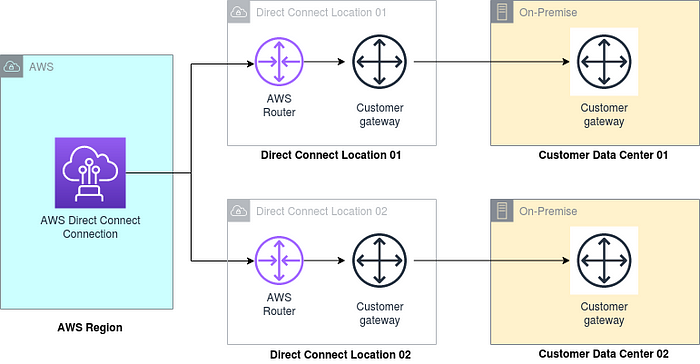 AWS
AWS Direct Connect
Connection
AWS Region
Direct Connect Location 01
AWS
Router
Customer
gateway
Direct Connect Location 01
On-Premise
Customer
gateway
Customer Data Center 01
Direct Connect Location 02
AWS
Router
Customer
gateway
Direct Connect Location 02
On-Premise
Customer
gateway
Customer Data Center 02